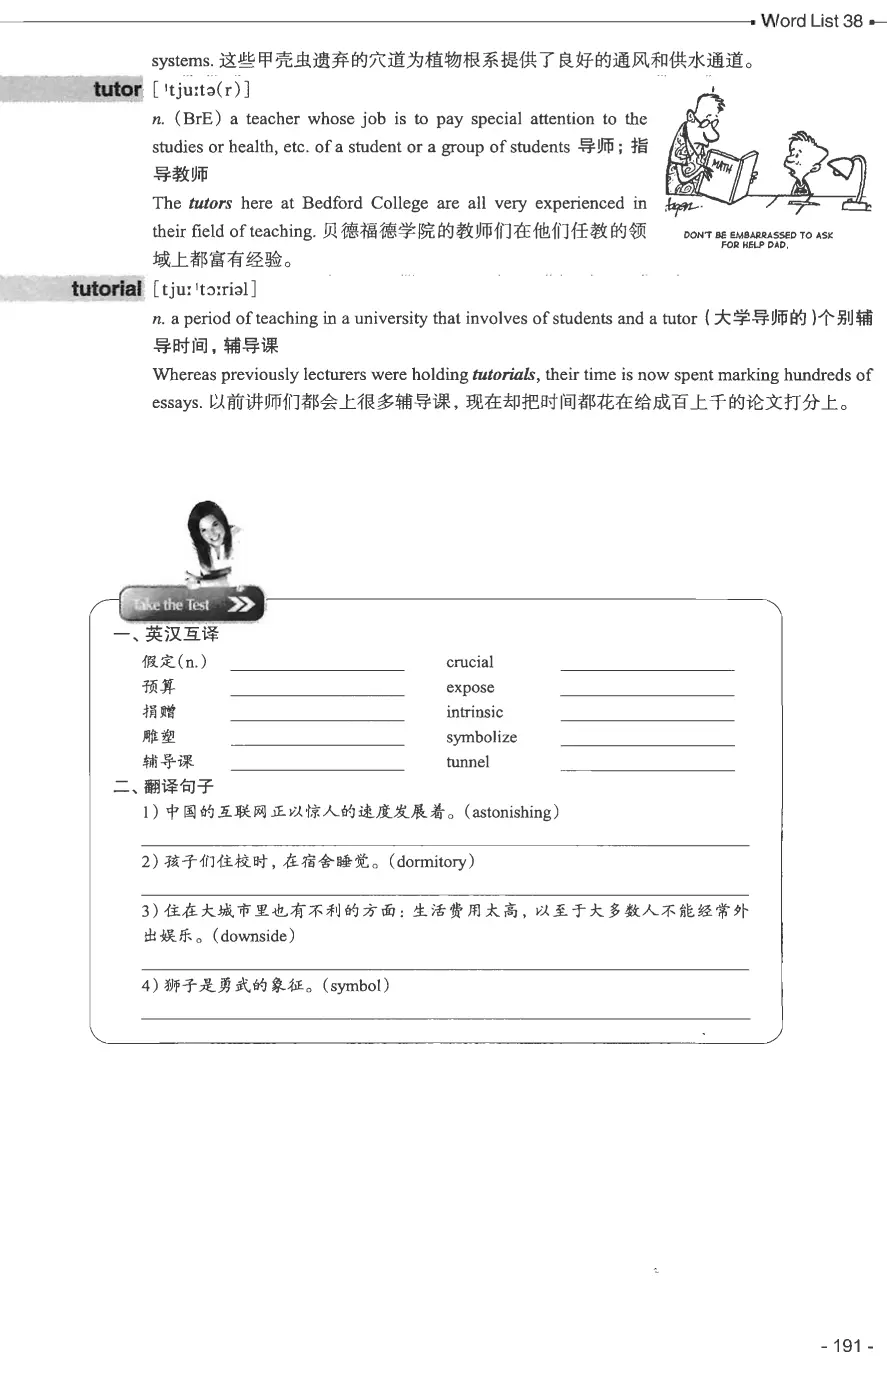 Word List 38
systems. 这些甲壳虫遗弃的穴道为植物根系提供了良好的通风和供水通道。
tutor [ˈtjuːtə(r)]
n. (BrE) a teacher whose job is to pay special attention to the
studies or health, etc. of a student or a group of students 导师；指
导教师
The tutors here at Bedford College are all very experienced in
their field of teaching. 贝德福德学院的教师们在他们任教的领
域上都富有经验。
MATH
DON'T BE EMBARRASSED TO ASK
FOR HELP DAD.
tutorial [tjuːˈtɔːriəl]
n. a period of teaching in a university that involves of students and a tutor (大学导师的)个别辅
导时间，辅导课
Whereas previously lecturers were holding tutorials, their time is now spent marking hundreds of
essays. 以前讲师们都会上很多辅导课，现在却把时间都花在给成百上千的论文打分上。
Take the Test
一、英汉互译
假定(n.) crucial
预算 expose
捐赠 intrinsic
雕塑 symbolize
辅导课 tunnel
二、翻译句子
1) 中国的互联网正以惊人的速度发展着。(astonishing)
2) 孩子们住校时，在宿舍睡觉。(dormitory)
3) 住在大城市里也有不利的方面：生活费用太高，以至于大多数人不能经常外
出娱乐。(downside)
4) 狮子是勇武的象征。(symbol)
- 191 -